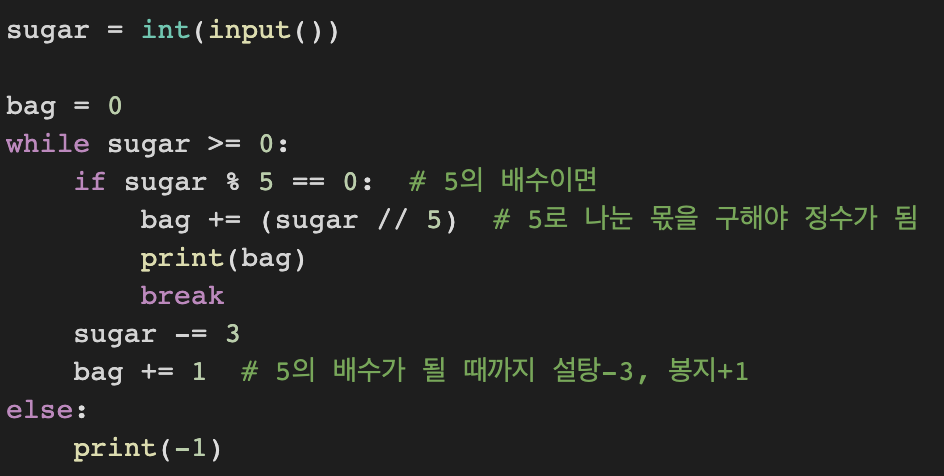 sugar = int(input())
bag = 0
while sugar >= 0:
    if sugar % 5 == 0:  # 5의 배수이면
        bag += (sugar // 5)  # 5로 나눈 몫을 구해야 정수가 됨
        print(bag)
        break
    sugar -= 3
    bag += 1  # 5의 배수가 될 때까지 설탕-3, 봉지+1
else:
    print(-1)